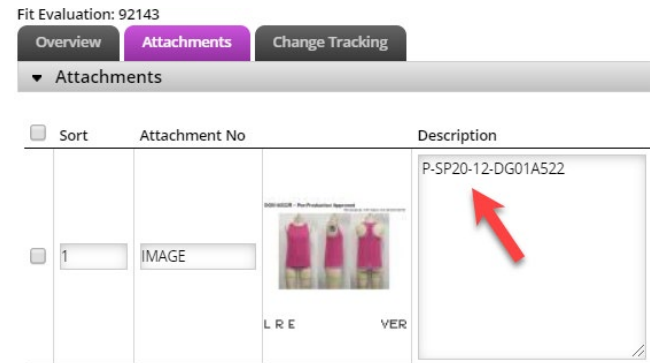 Fit Evaluation: 92143
Overview Attachments Change Tracking
Attachments
Sort Attachment No Description
P-SP20-12-DG01A522
1 IMAGE
L R E VER